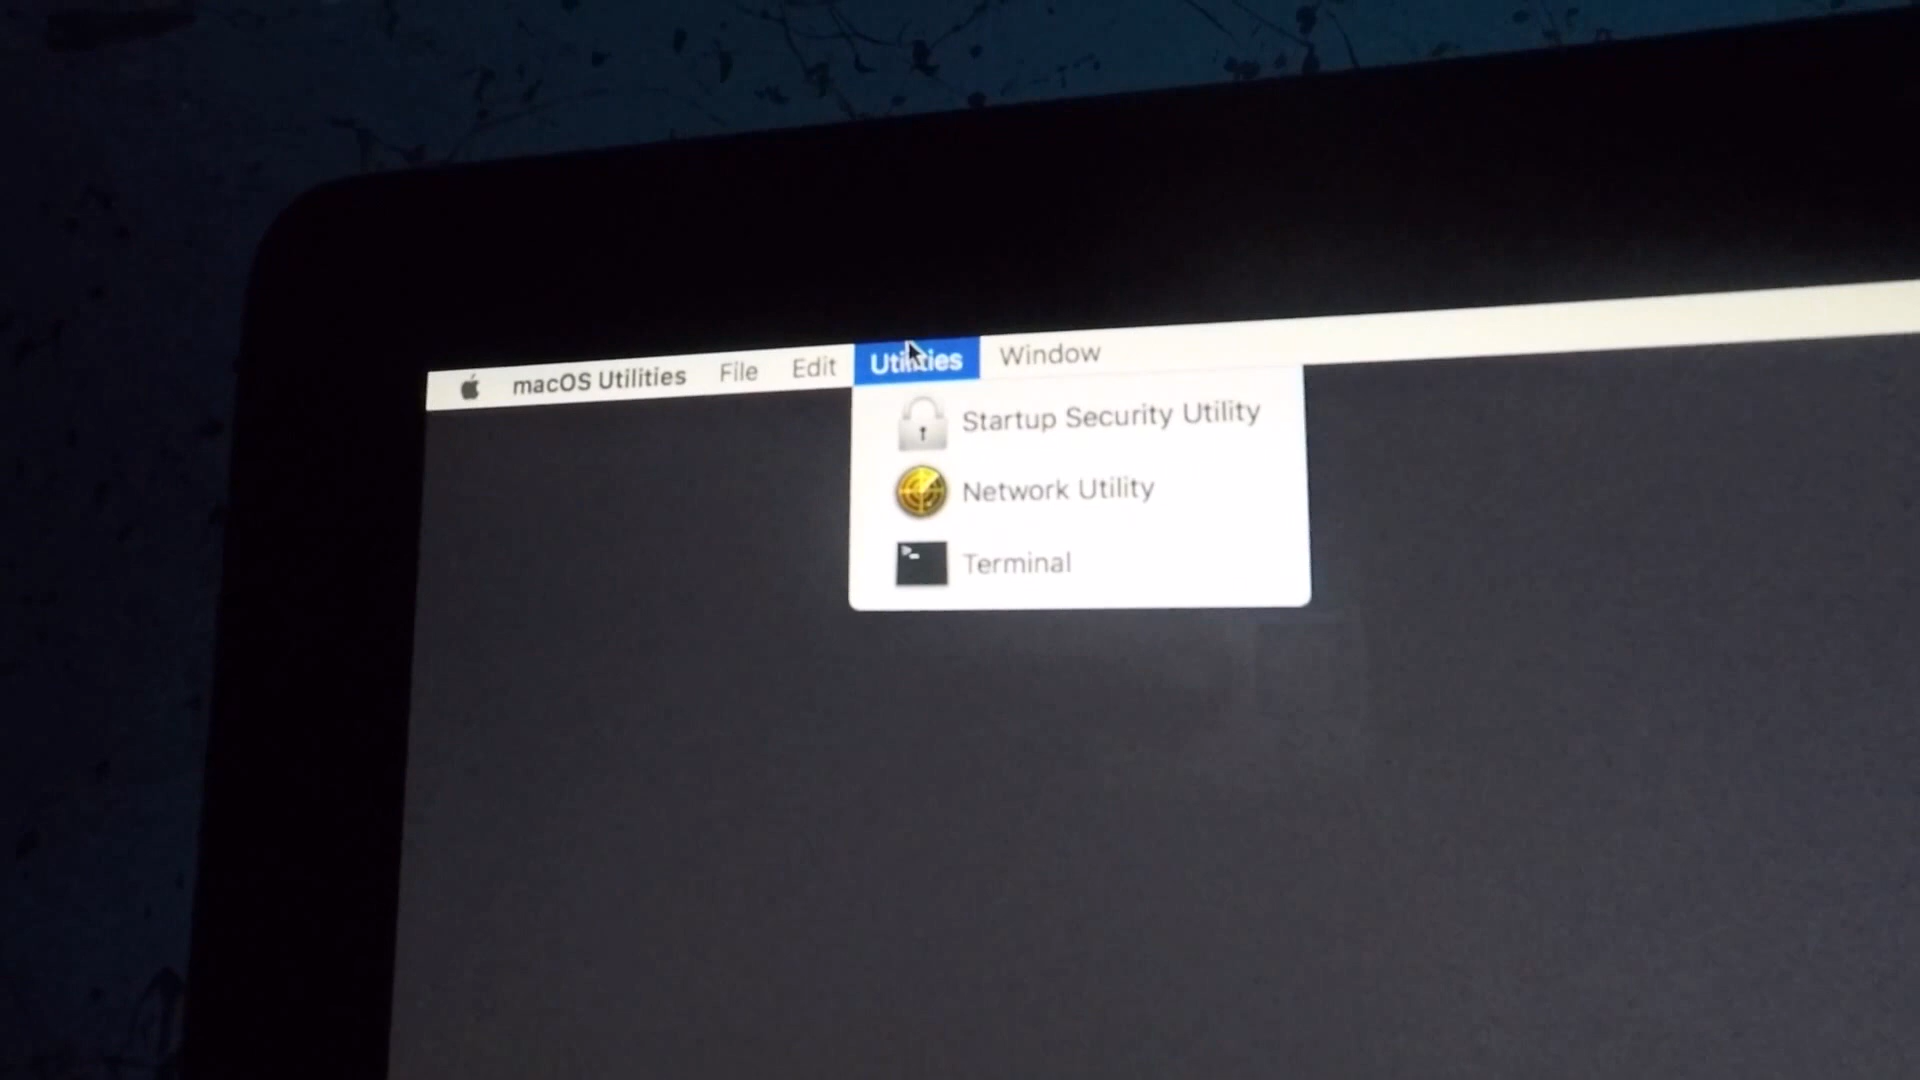 macOS Utilities File Edit Utilities Window
Startup Security Utility
Network Utility
Terminal